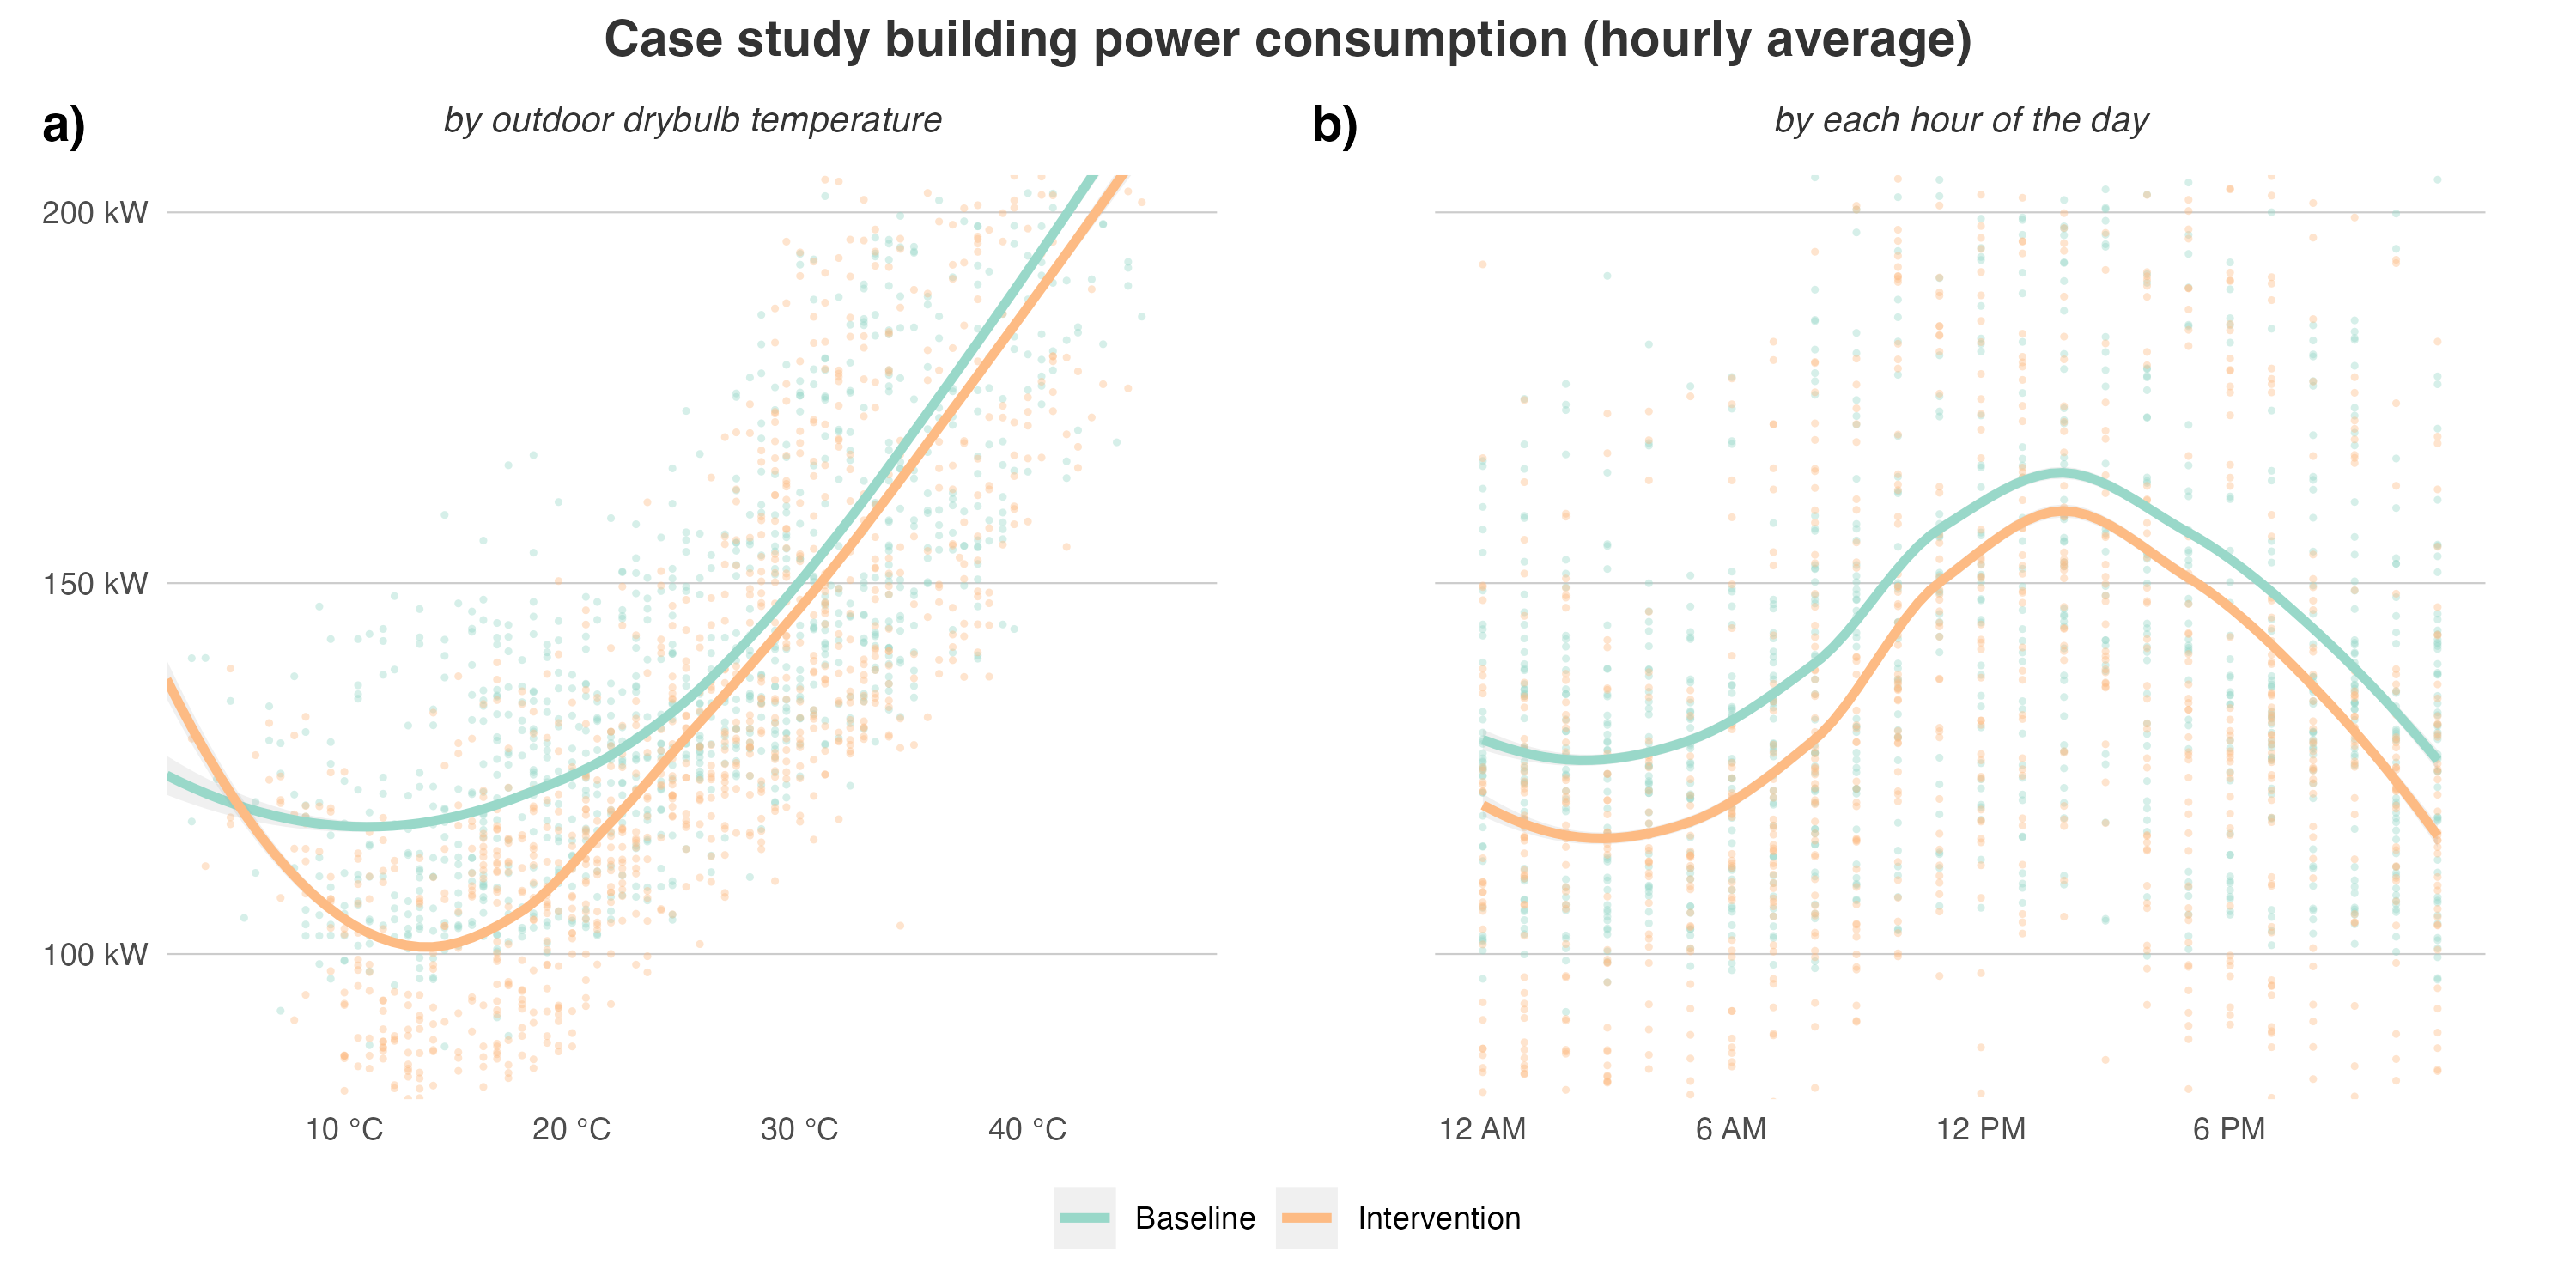 Case study building power consumption (hourly average)
a)
by outdoor drybulb temperature
200 kW
150 kW
100 kW
10 °C 20 °C 30 °C 40 °C
b)
by each hour of the day
12 AM 6 AM 12 PM 6 PM
Baseline Intervention